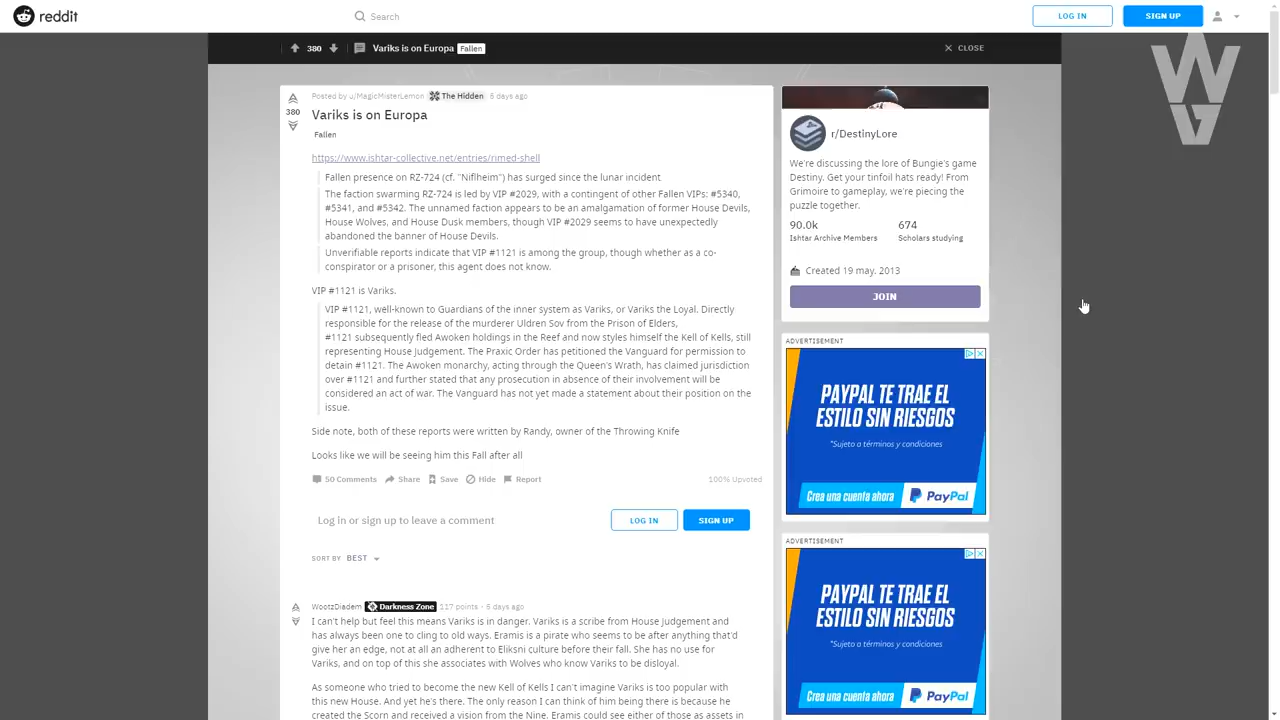 reddit
Search
LOG IN
SIGN UP
380
Variks is on Europa
Fallen
CLOSE
Posted by u/MagicMisterLemon
The Hidden
6 days ago
380
Variks is on Europa
Fallen
https://www.ishtar-collective.net/entries/rimed-shell
Fallen presence on RZ-724 (cf. "Niflheim") has surged since the lunar incident
The faction swarming RZ-724 is led by VIP #2029, with a contingent of other Fallen VIPs: #5340,
#5341, and #5342. The unnamed faction appears to be an amalgamation of former House Devils,
House Wolves, and House Dusk members, though VIP #2029 seems to have unexpectedly
abandoned the banner of House Devils.
Unverifiable reports indicate that VIP #1121 is among the group, though whether as a co-
conspirator or a prisoner, this agent does not know.
VIP #1121 is Variks.
VIP #1121, well-known to Guardians of the inner system as Variks, or Variks the Loyal. Directly
responsible for the release of the murderer Uldren Sov from the Prison of Elders,
#1121 subsequently fled Awoken holdings in the Reef and now styles himself the Kell of Kells, still
representing House Judgement. The Praxic Order has petitioned the Vanguard for permission to
detain #1121. The Awoken monarchy, acting through the Queen's Wrath, has claimed jurisdiction
over #1121 and further stated that any prosecution in absence of their involvement will be
considered an act of war. The Vanguard has not yet made a statement about their position on the
issue.
Side note, both of these reports were written by Randy, owner of the Throwing Knife
Looks like we will be seeing him this Fall after all
50 Comments
Share
Save
Hide
Report
100% Upvoted
Log in or sign up to leave a comment
LOG IN
SIGN UP
SORT BY BEST
WootzDiadem
Darkness Zone
117 points · 6 days ago
I can't help but feel this means Variks is in danger. Variks is a scribe from House Judgement and
has always been one to cling to old ways. Eramis is a pirate who seems to be after anything that'd
give her an edge, not at all an adherent to Eliksni culture before their fall. She has no use for
Variks, and on top of this she associates with Wolves who know Variks to be disloyal.
As someone who tried to become the new Kell of Kells I can't imagine Variks is too popular with
this new House. And yet he's there. The only reason I can think of him being there is because he
created the Scorn and received a vision from the Nine. Eramis could see either of those as assets in
r/DestinyLore
We're discussing the lore of Bungie's game
Destiny. Get your tinfoil hats ready! From
Grimoire to gameplay, we're piecing the
puzzle together.
90.0k
Ishtar Archive Members
674
Scholars studying
Created 19 may. 2013
JOIN
ADVERTISEMENT
PAYPAL TE TRAE EL
ESTILO SIN RIESGOS
*Sujeto a términos y condiciones
Crea una cuenta ahora
PayPal
ADVERTISEMENT
PAYPAL TE TRAE EL
ESTILO SIN RIESGOS
*Sujeto a términos y condiciones
Crea una cuenta ahora
PayPal